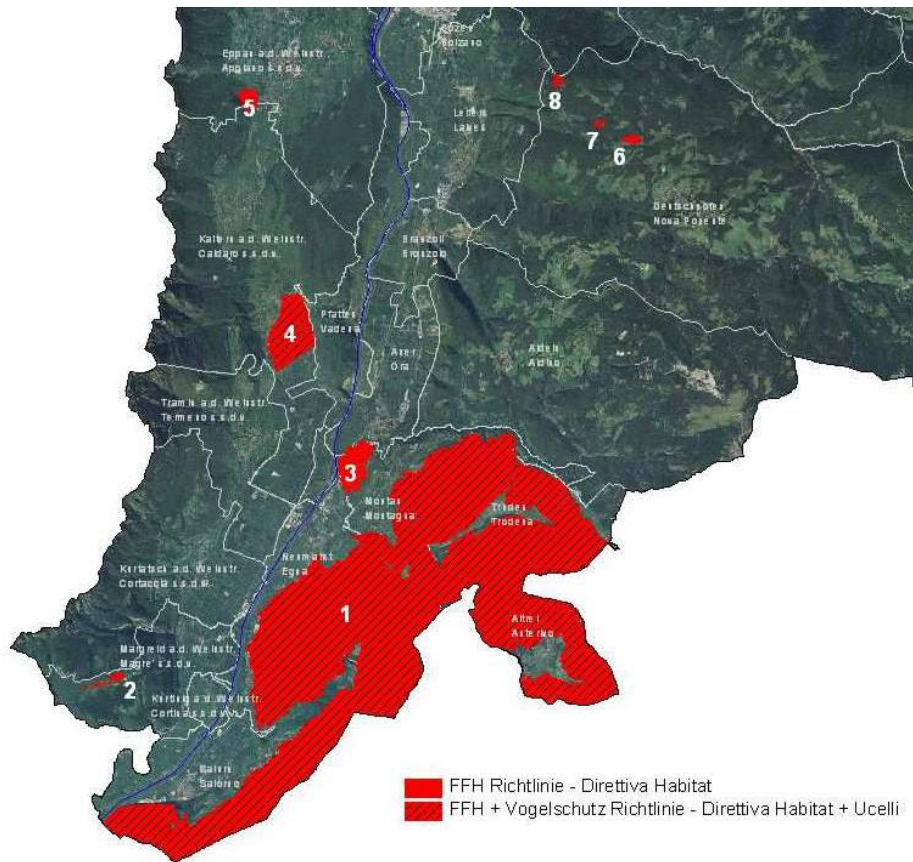 Bozen
Bolzano
Eppan a.d. Weinstr.
Appiano s.s.d.v.
5
8
Leifers
Laives
7
6
Deutschnofen
Nova Ponente
Kaltern a.d. Weinstr.
Caldaro s.s.d.v.
Branzoll
Bronzolo
4
Pfatten
Vadena
Auer
Ora
Aldein
Aldino
Tramin a.d. Weinstr.
Termeno s.s.d.v.
3
Montan
Montagna
Truden
Trodena
Neumarkt
Egna
Kurtatsch a.d. Weinstr.
Cortaccia s.s.d.v.
1
Altrei
Anterivo
Margreid a.d. Weinstr.
Magre' s.s.d.v.
2
Kurtinig a.d. Weinstr.
Cortina s.s.d.v.
Salurn
Salorno
FFH Richtlinie - Direttiva Habitat
FFH + Vogelschutz Richtlinie - Direttiva Habitat + Ucelli